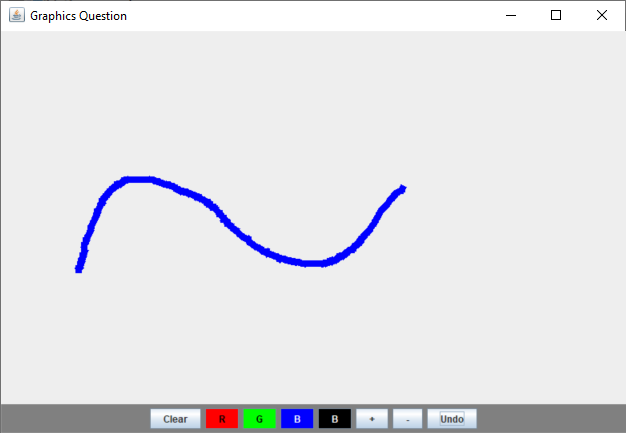 Graphics Question
Clear R G B B + - Undo